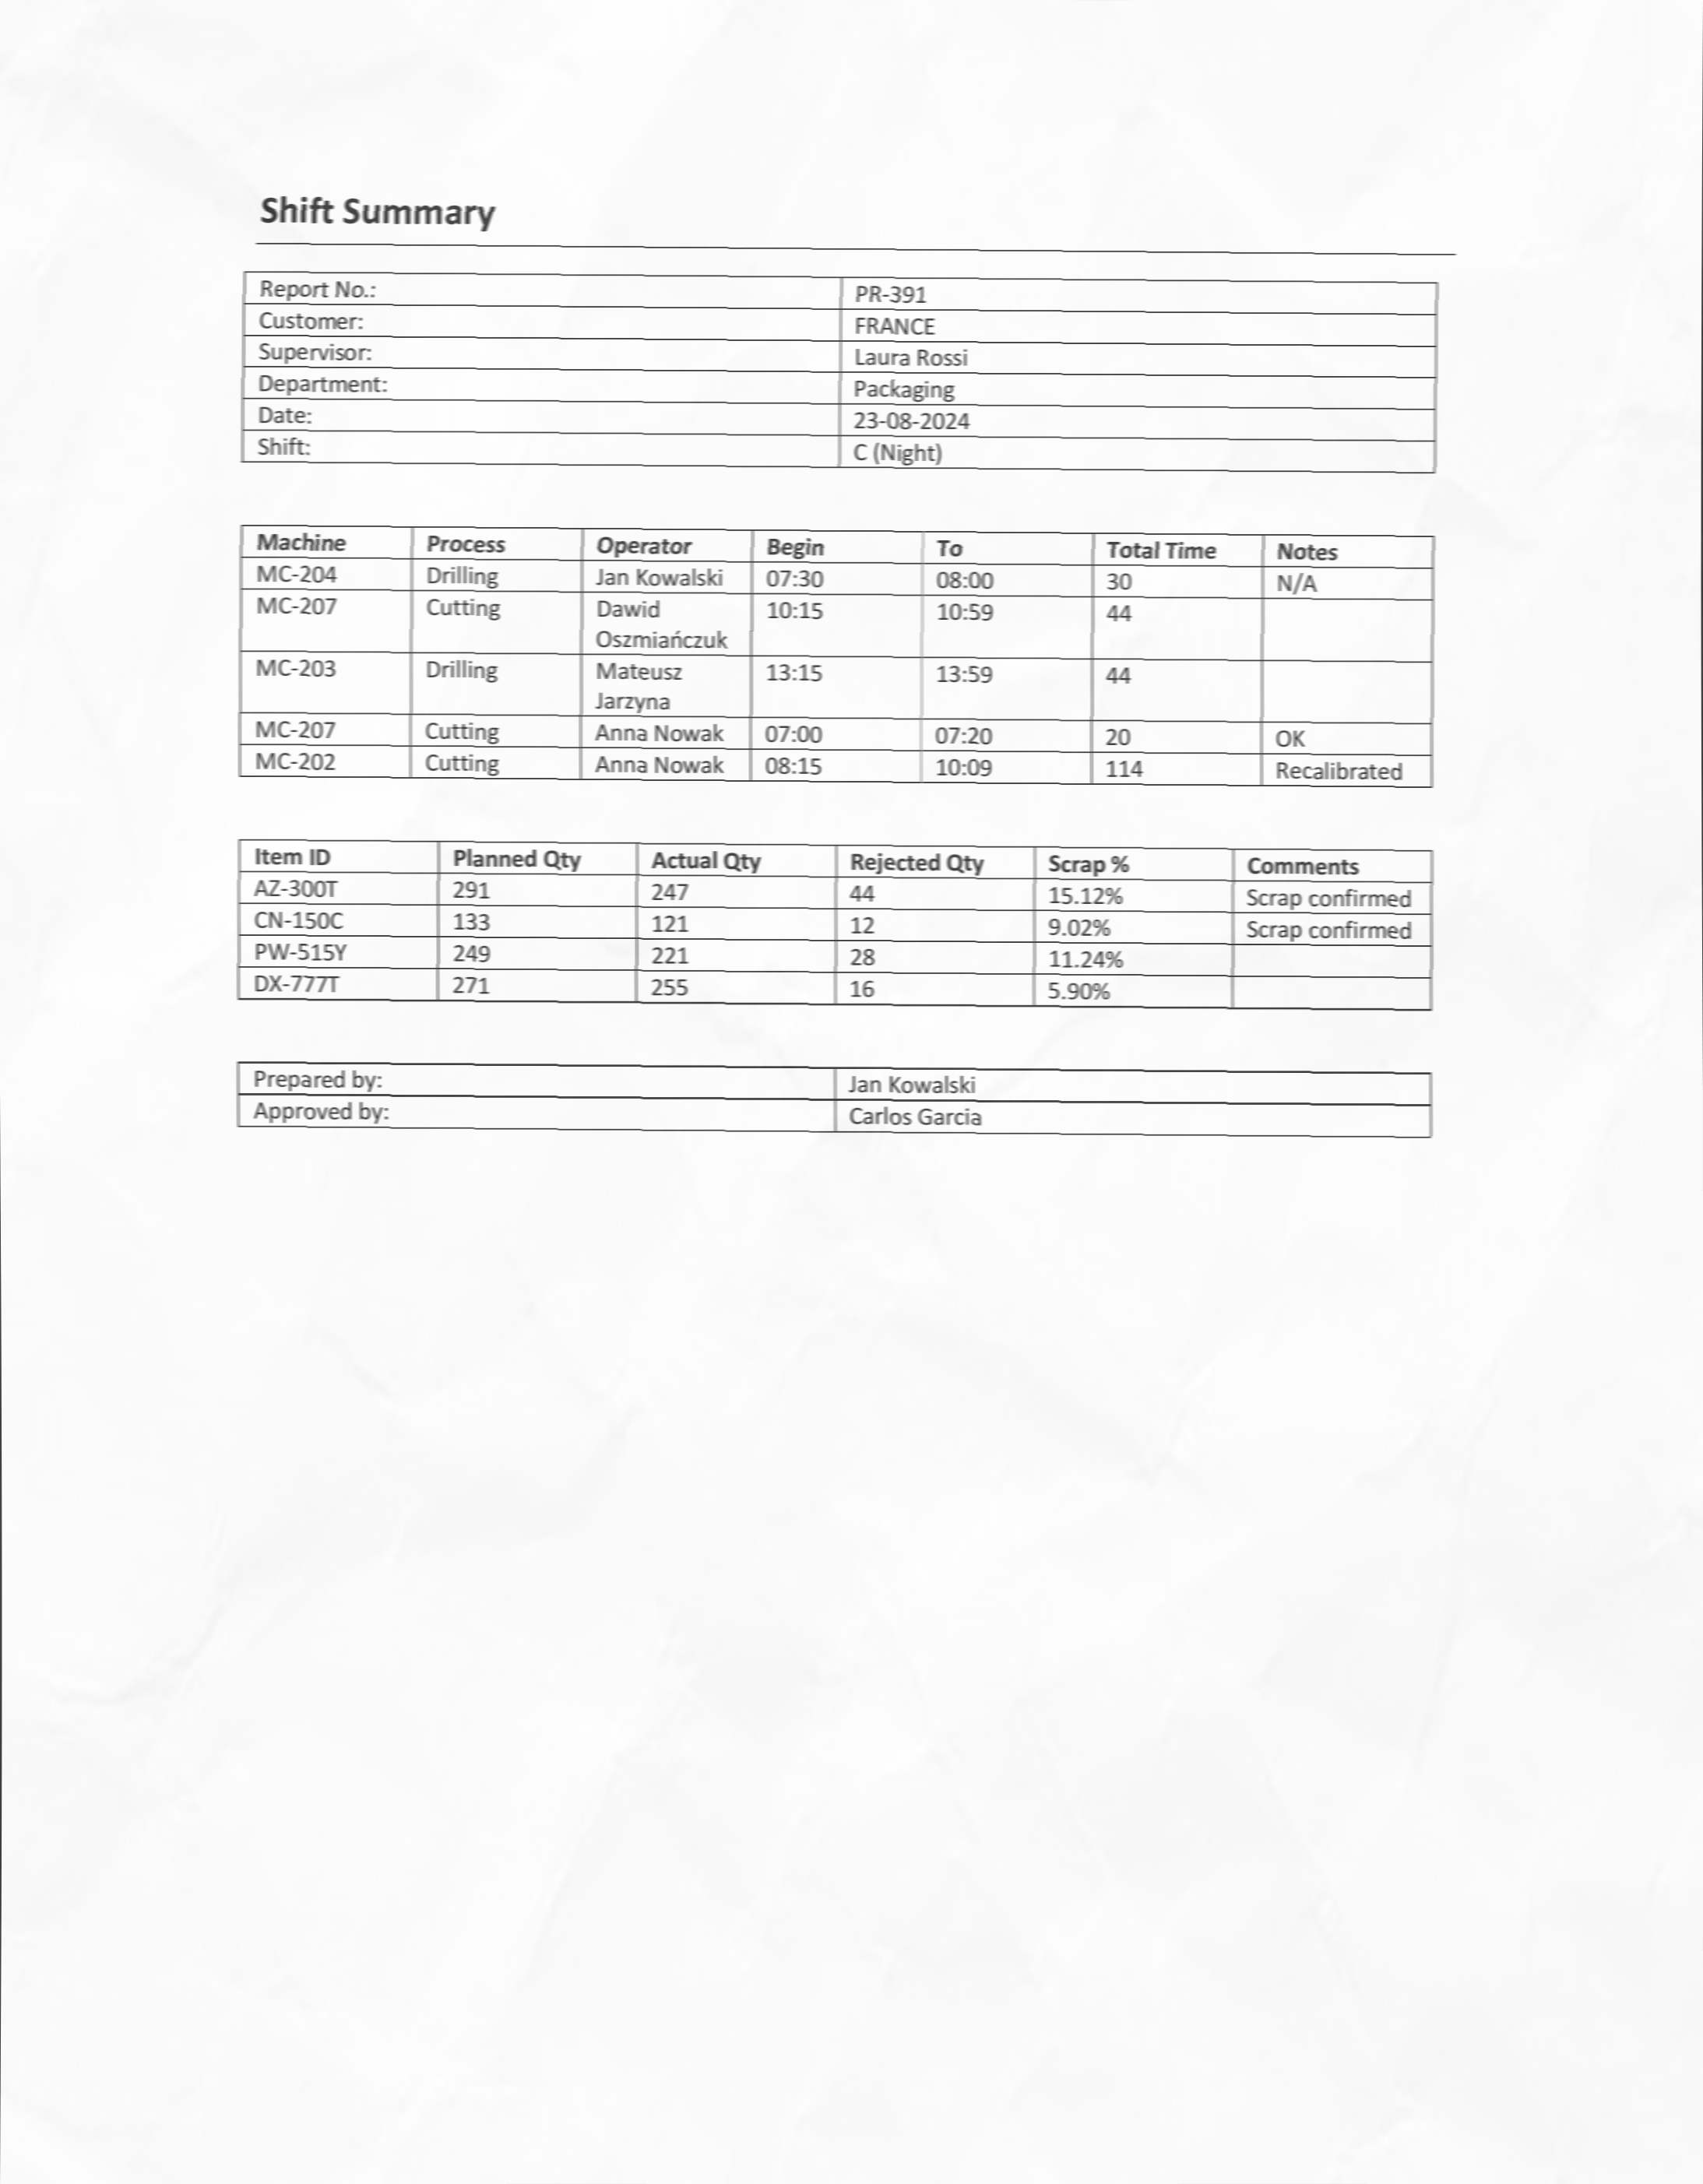 Shift Summary
Report No.: PR-391
Customer: FRANCE
Supervisor: Laura Rossi
Department: Packaging
Date: 23-08-2024
Shift: C (Night)
Machine Process Operator Begin To Total Time Notes
MC-204 Drilling Jan Kowalski 07:30 08:00 30 N/A
MC-207 Cutting Dawid Oszmiańczuk 10:15 10:59 44
MC-203 Drilling Mateusz Jarzyna 13:15 13:59 44
MC-207 Cutting Anna Nowak 07:00 07:20 20 OK
MC-202 Cutting Anna Nowak 08:15 10:09 114 Recalibrated
Item ID Planned Qty Actual Qty Rejected Qty Scrap % Comments
AZ-300T 291 247 44 15.12% Scrap confirmed
CN-150C 133 121 12 9.02% Scrap confirmed
PW-515Y 249 221 28 11.24%
DX-777T 271 255 16 5.90%
Prepared by: Jan Kowalski
Approved by: Carlos Garcia